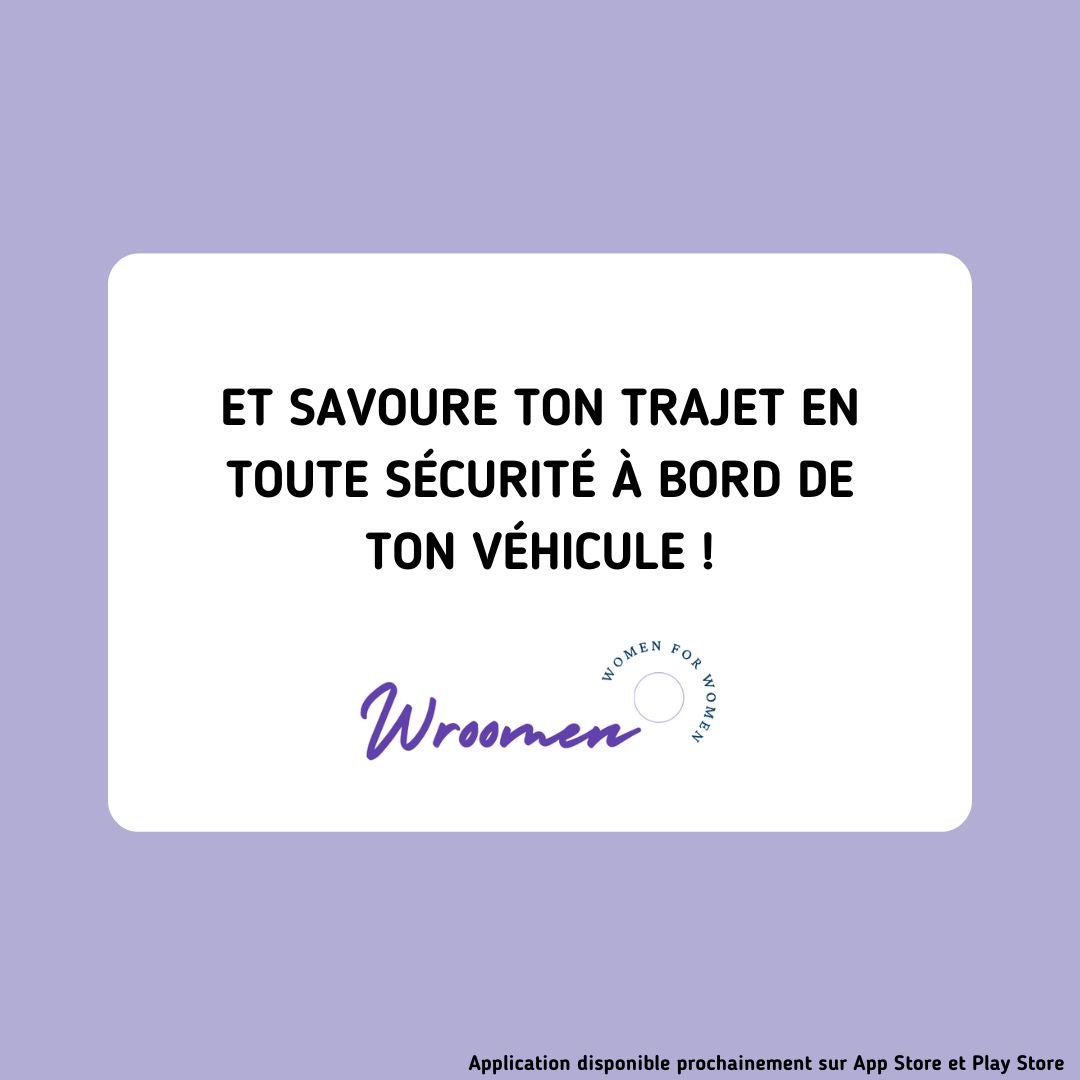 ET SAVOURE TON TRAJET EN
TOUTE SÉCURITÉ À BORD DE
TON VÉHICULE !
WOMEN FOR WOMEN
Wroomen
Application disponible prochainement sur App Store et Play Store